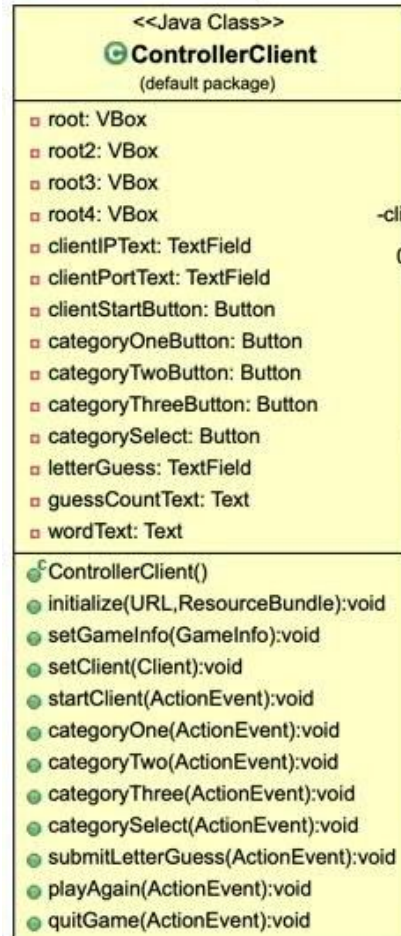 <<Java Class>>
ControllerClient
(default package)
root: VBox
root2: VBox
root3: VBox
root4: VBox
-cli
clientIPText: TextField
0
clientPortText: TextField
clientStartButton: Button
categoryOneButton: Button
categoryTwoButton: Button
categoryThreeButton: Button
categorySelect: Button
letterGuess: TextField
guessCountText: Text
wordText: Text
ControllerClient()
initialize(URL,ResourceBundle):void
setGameInfo(GameInfo):void
setClient(Client):void
startClient(ActionEvent):void
categoryOne(ActionEvent):void
categoryTwo(ActionEvent):void
categoryThree(ActionEvent):void
categorySelect(ActionEvent):void
submitLetterGuess(ActionEvent):void
playAgain(ActionEvent):void
quitGame(ActionEvent):void